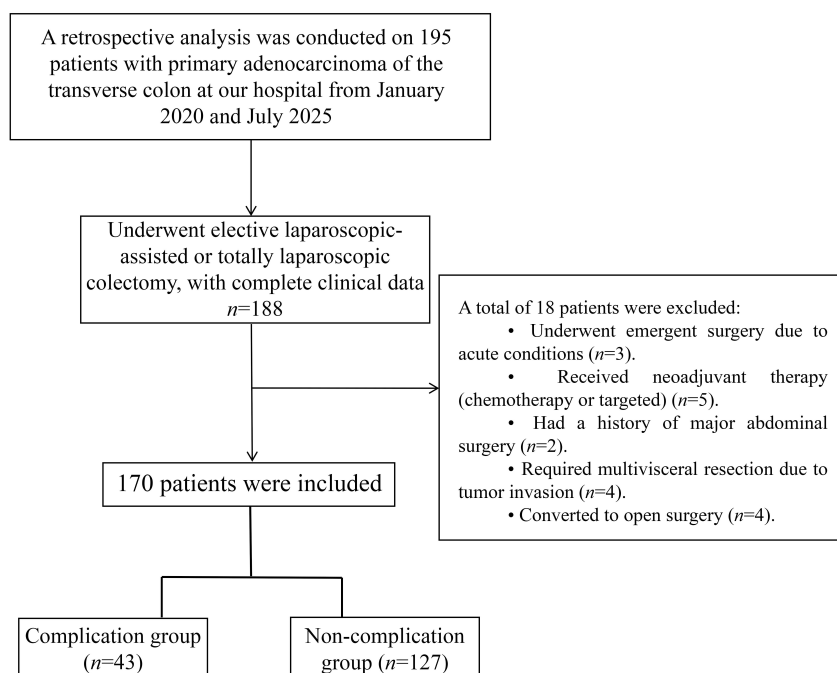 A retrospective analysis was conducted on 195
patients with primary adenocarcinoma of the
transverse colon at our hospital from January
2020 and July 2025
Underwent elective laparoscopic-
assisted or totally laparoscopic
colectomy, with complete clinical data
n=188
A total of 18 patients were excluded:
• Underwent emergent surgery due to
acute conditions (n=3).
• Received neoadjuvant therapy
(chemotherapy or targeted) (n=5).
• Had a history of major abdominal
surgery (n=2).
• Required multivisceral resection due to
tumor invasion (n=4).
• Converted to open surgery (n=4).
170 patients were included
Complication group
(n=43)
Non-complication
group (n=127)